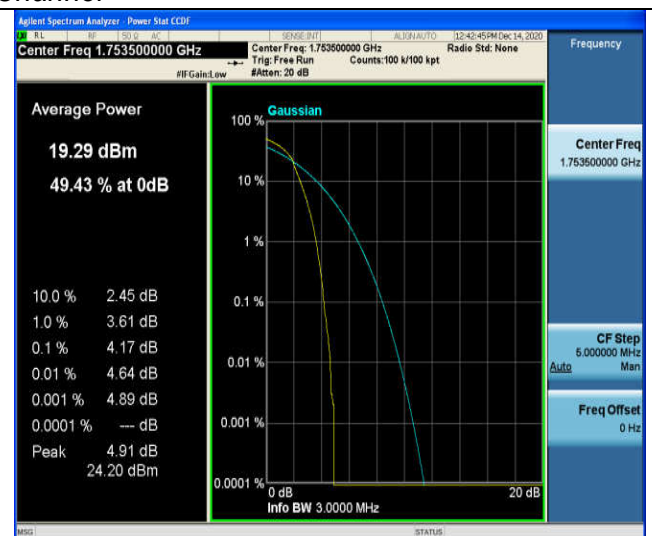 Channel
Agilent Spectrum Analyzer - Power Stat CCDF
RL RF 50 Ω AC SENSE:INT ALIGN AUTO 12:42:45 PM Dec 14, 2020
Center Freq 1.753500000 GHz
Center Freq: 1.753500000 GHz Radio Std: None
Trig: Free Run Counts:100 k/100 kpt
#IFGain:Low #Atten: 20 dB
Frequency
Average Power
19.29 dBm
49.43 % at 0dB
10.0 % 2.45 dB
1.0 % 3.61 dB
0.1 % 4.17 dB
0.01 % 4.64 dB
0.001 % 4.89 dB
0.0001 % --- dB
Peak 4.91 dB
24.20 dBm
Gaussian
100 %
10 %
1 %
0.1 %
0.01 %
0.001 %
0.0001 %
0 dB 20 dB
Info BW 3.0000 MHz
Center Freq
1.753500000 GHz
CF Step
5.000000 MHz
Auto Man
Freq Offset
0 Hz
MSG STATUS